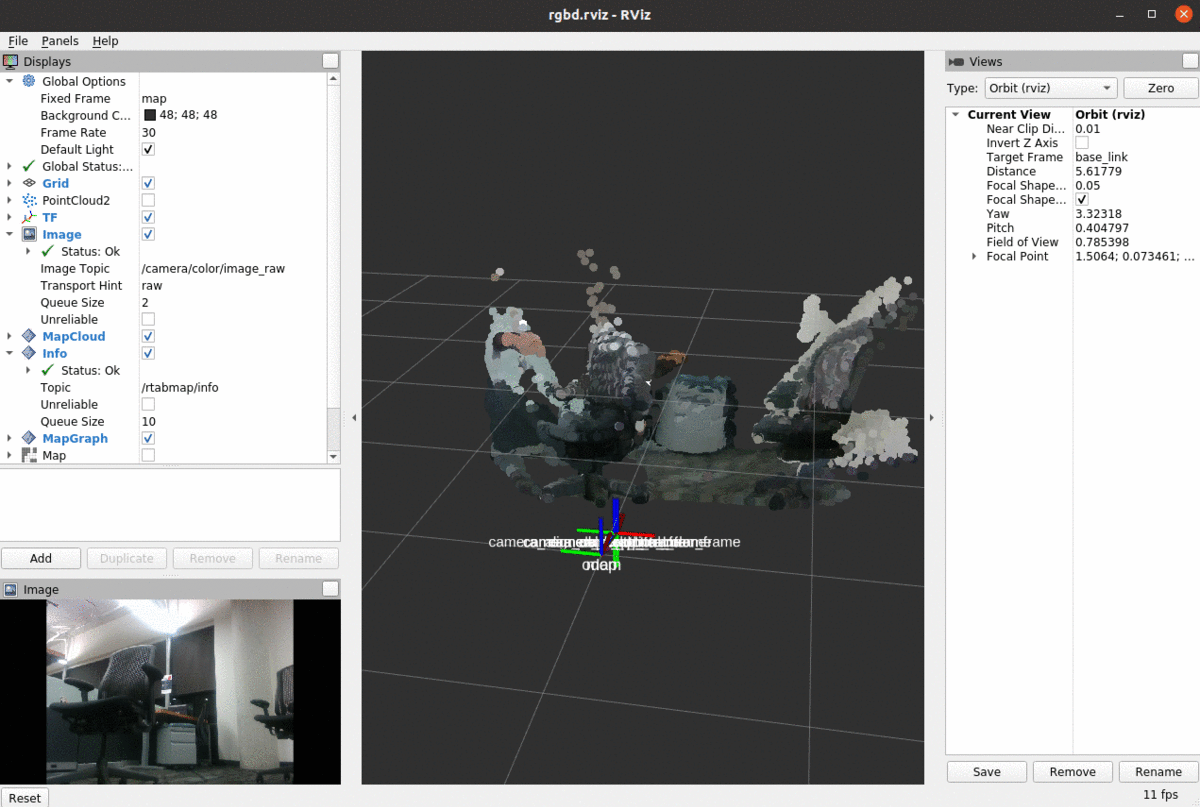 rgbd.rviz - RViz
File Panels Help
Displays
Global Options
Fixed Frame map
Background C... 48; 48; 48
Frame Rate 30
Default Light
Global Status:...
Grid
PointCloud2
TF
Image
Status: Ok
Image Topic /camera/color/image_raw
Transport Hint raw
Queue Size 2
Unreliable
MapCloud
Info
Status: Ok
Topic /rtabmap/info
Unreliable
Queue Size 10
MapGraph
Map
Add Duplicate Remove Rename
Image
Reset
odom
map
Views
Type: Orbit (rviz) Zero
Current View Orbit (rviz)
Near Clip Di... 0.01
Invert Z Axis
Target Frame base_link
Distance 5.61779
Focal Shape... 0.05
Focal Shape...
Yaw 3.32318
Pitch 0.404797
Field of View 0.785398
Focal Point 1.5064; 0.073461; ...
Save Remove Rename
11 fps